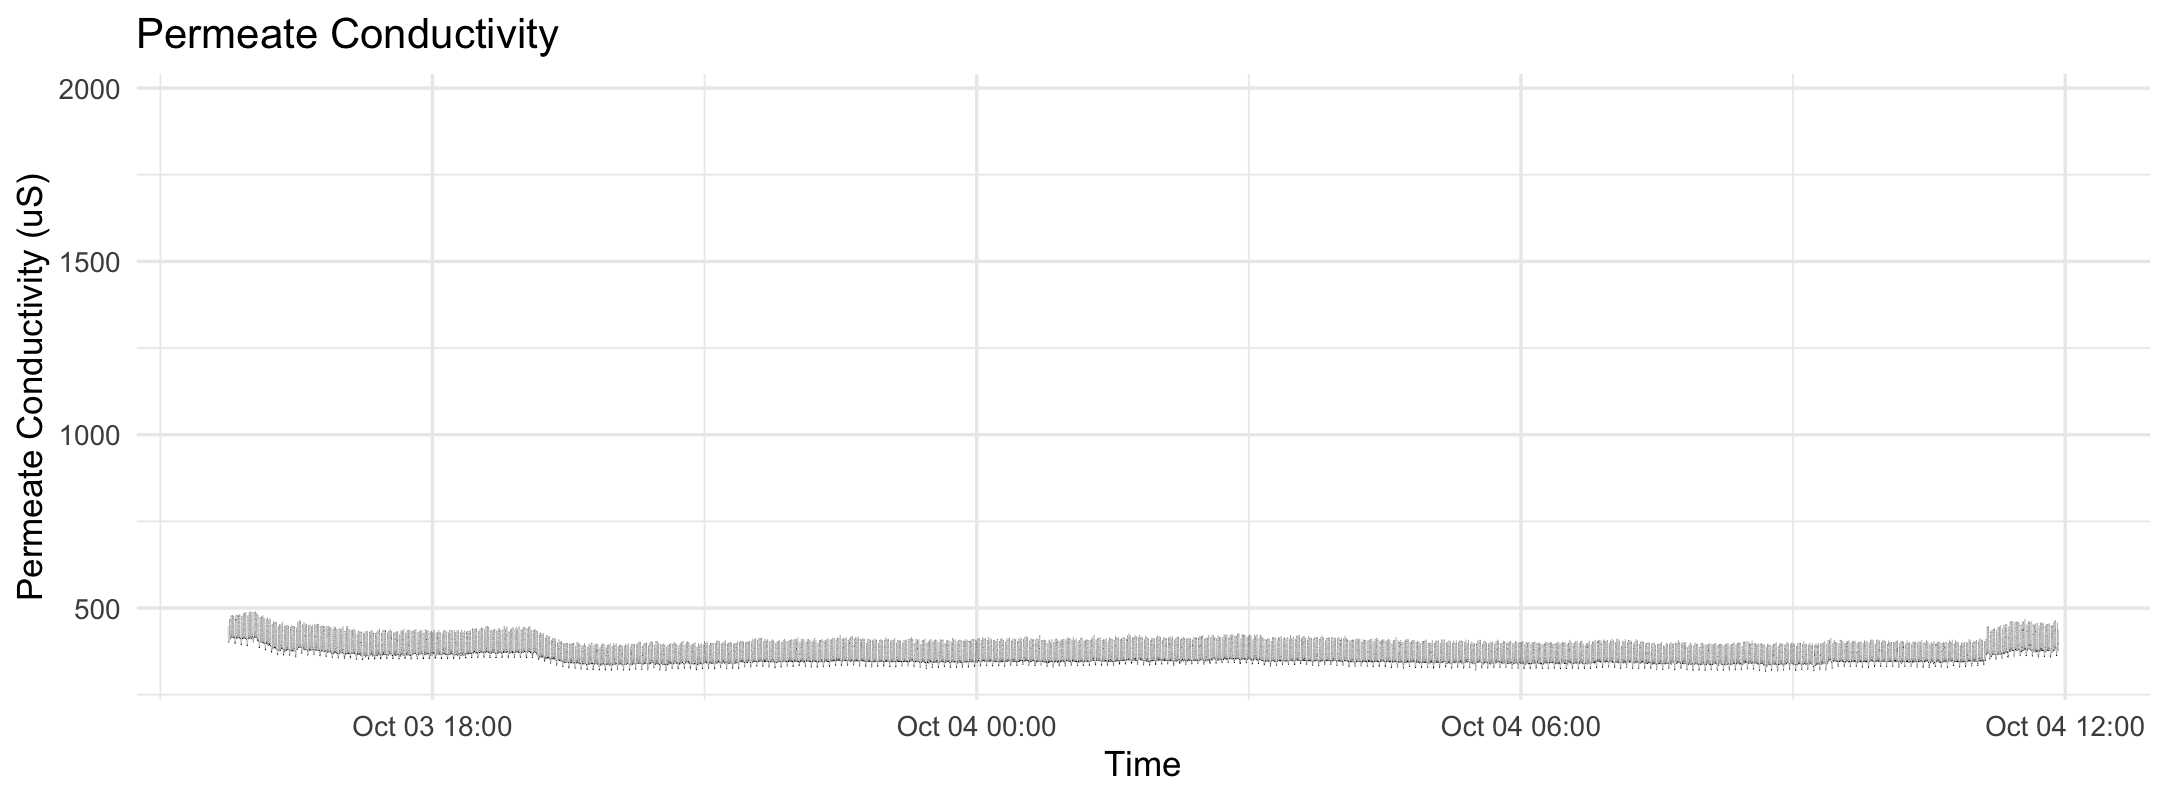 Permeate Conductivity
Permeate Conductivity (uS)
2000
1500
1000
500
Oct 03 18:00
Oct 04 00:00
Oct 04 06:00
Oct 04 12:00
Time